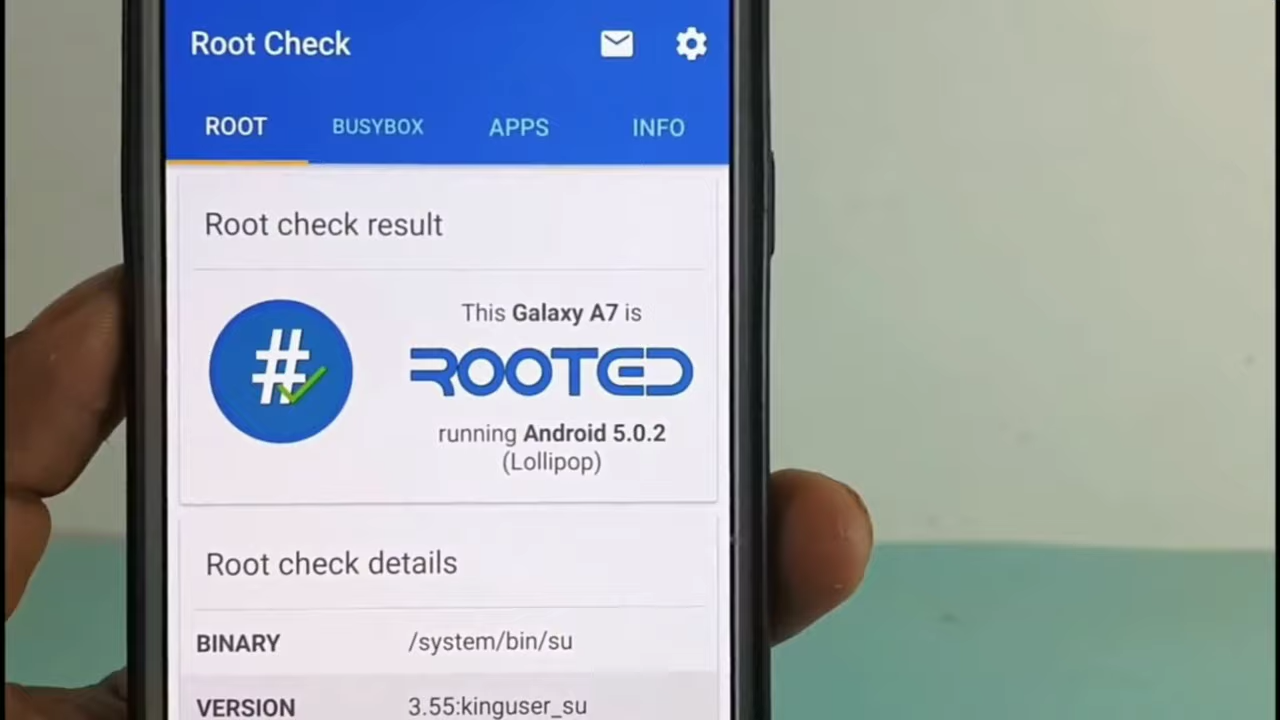 Root Check
ROOT BUSYBOX APPS INFO
Root check result
This Galaxy A7 is
ROOTED
running Android 5.0.2
(Lollipop)
Root check details
BINARY /system/bin/su
VERSION 3.55:kinguser_su